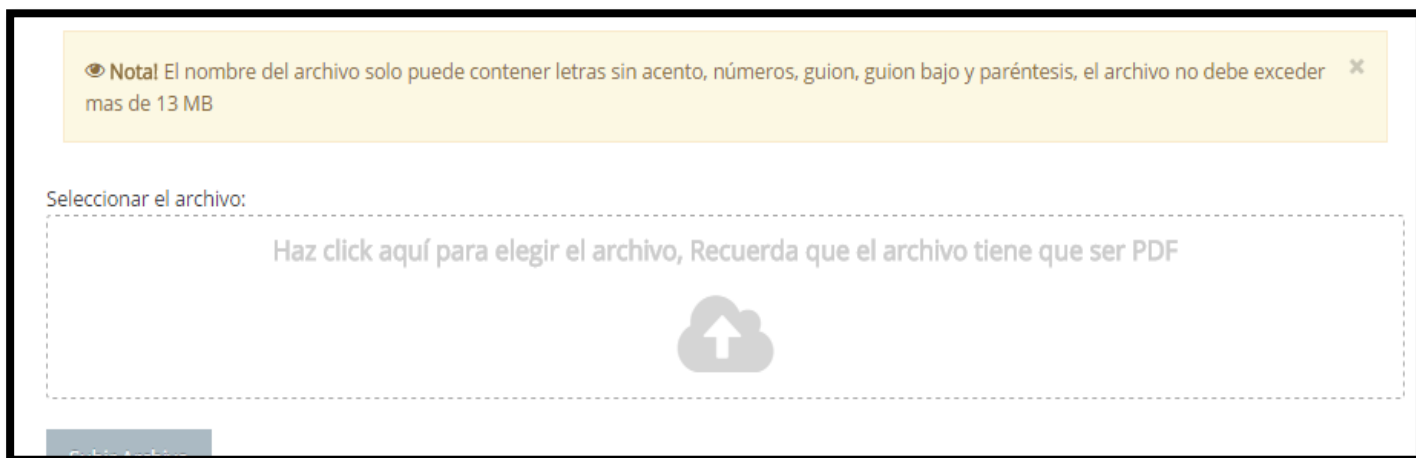 Nota! El nombre del archivo solo puede contener letras sin acento, números, guion, guion bajo y paréntesis, el archivo no debe exceder
mas de 13 MB
Seleccionar el archivo:
Haz click aquí para elegir el archivo, Recuerda que el archivo tiene que ser PDF